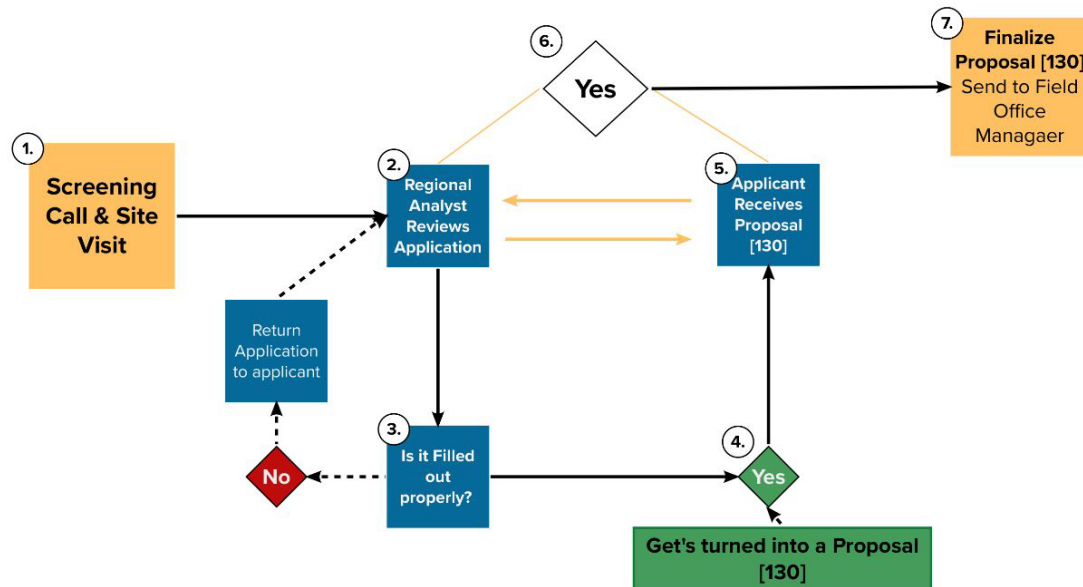 1.
Screening
Call & Site
Visit
2.
Regional
Analyst
Reviews
Application
Return
Application
to applicant
No
3.
Is it Filled
out
properly?
4.
Yes
Get's turned into a Proposal
[130]
5.
Applicant
Receives
Proposal
[130]
6.
Yes
7.
Finalize
Proposal [130]
Send to Field
Office
Managaer